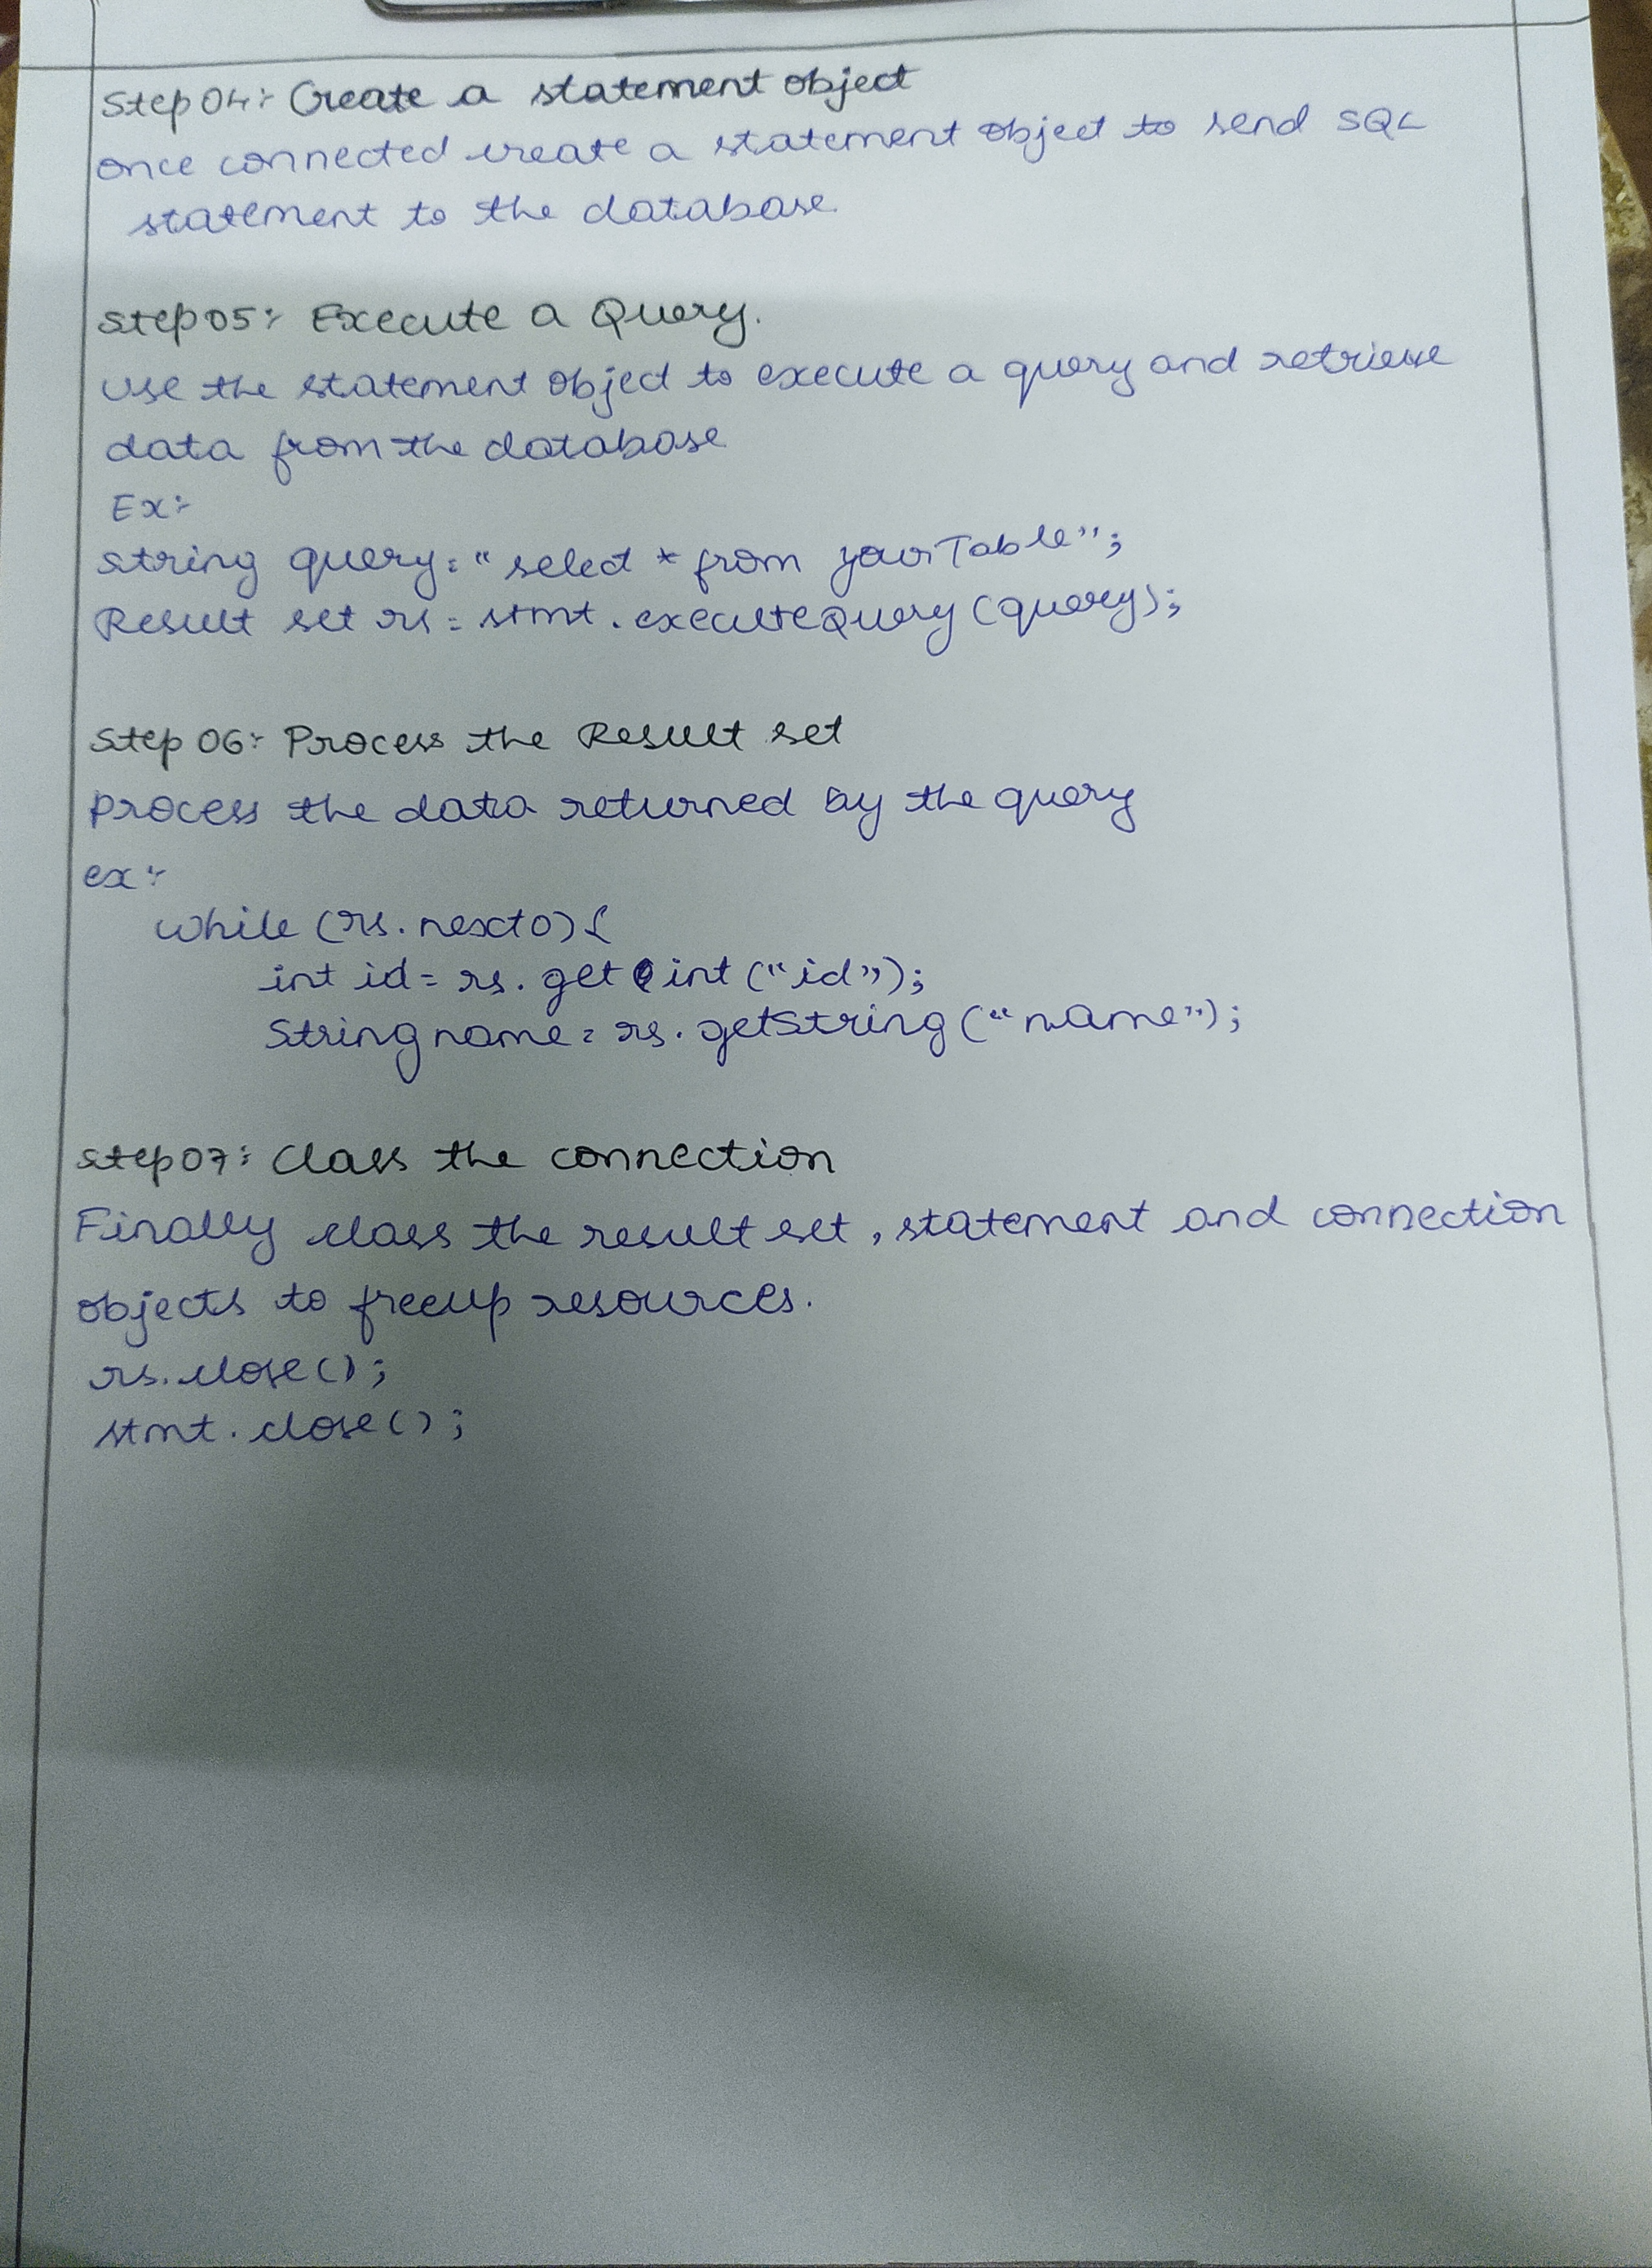 Step 04:- Create a statement object
Once connected create a statement object to send SQL
statement to the database.
Step 05:- Execute a Query.
Use the statement object to execute a query and retrieve
data from the database
Ex:-
String query = "select * from yourTable";
Result set rs = stmt.executeQuery(query);
Step 06:- Process the Result set
Process the data returned by the query
ex:-
while (rs.next()) {
int id = rs. get int ("id");
String name = rs. getString ("name");
Step 07: Class the connection
Finally class the result set, statement and connection
objects to freeup resources.
rs. close();
stmt. close();